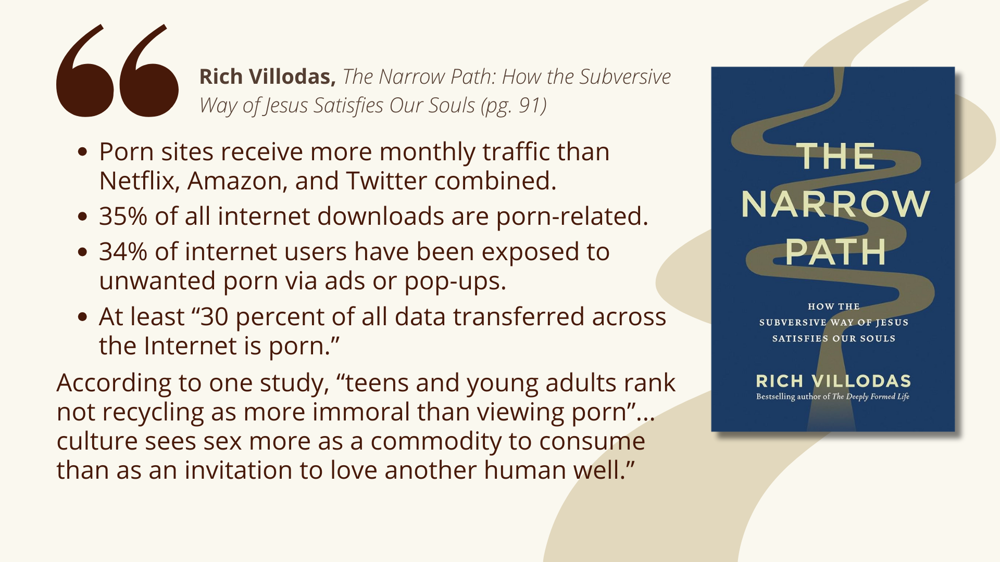 Rich Villodas, The Narrow Path: How the Subversive
Way of Jesus Satisfies Our Souls (pg. 91)
• Porn sites receive more monthly traffic than
Netflix, Amazon, and Twitter combined.
• 35% of all internet downloads are porn-related.
• 34% of internet users have been exposed to
unwanted porn via ads or pop-ups.
• At least “30 percent of all data transferred across
the Internet is porn.”
According to one study, “teens and young adults rank
not recycling as more immoral than viewing porn”...
culture sees sex more as a commodity to consume
than as an invitation to love another human well.”
THE
NARROW
PATH
HOW THE
SUBVERSIVE WAY OF JESUS
SATISFIES OUR SOULS
RICH VILLODAS
Bestselling author of The Deeply Formed Life